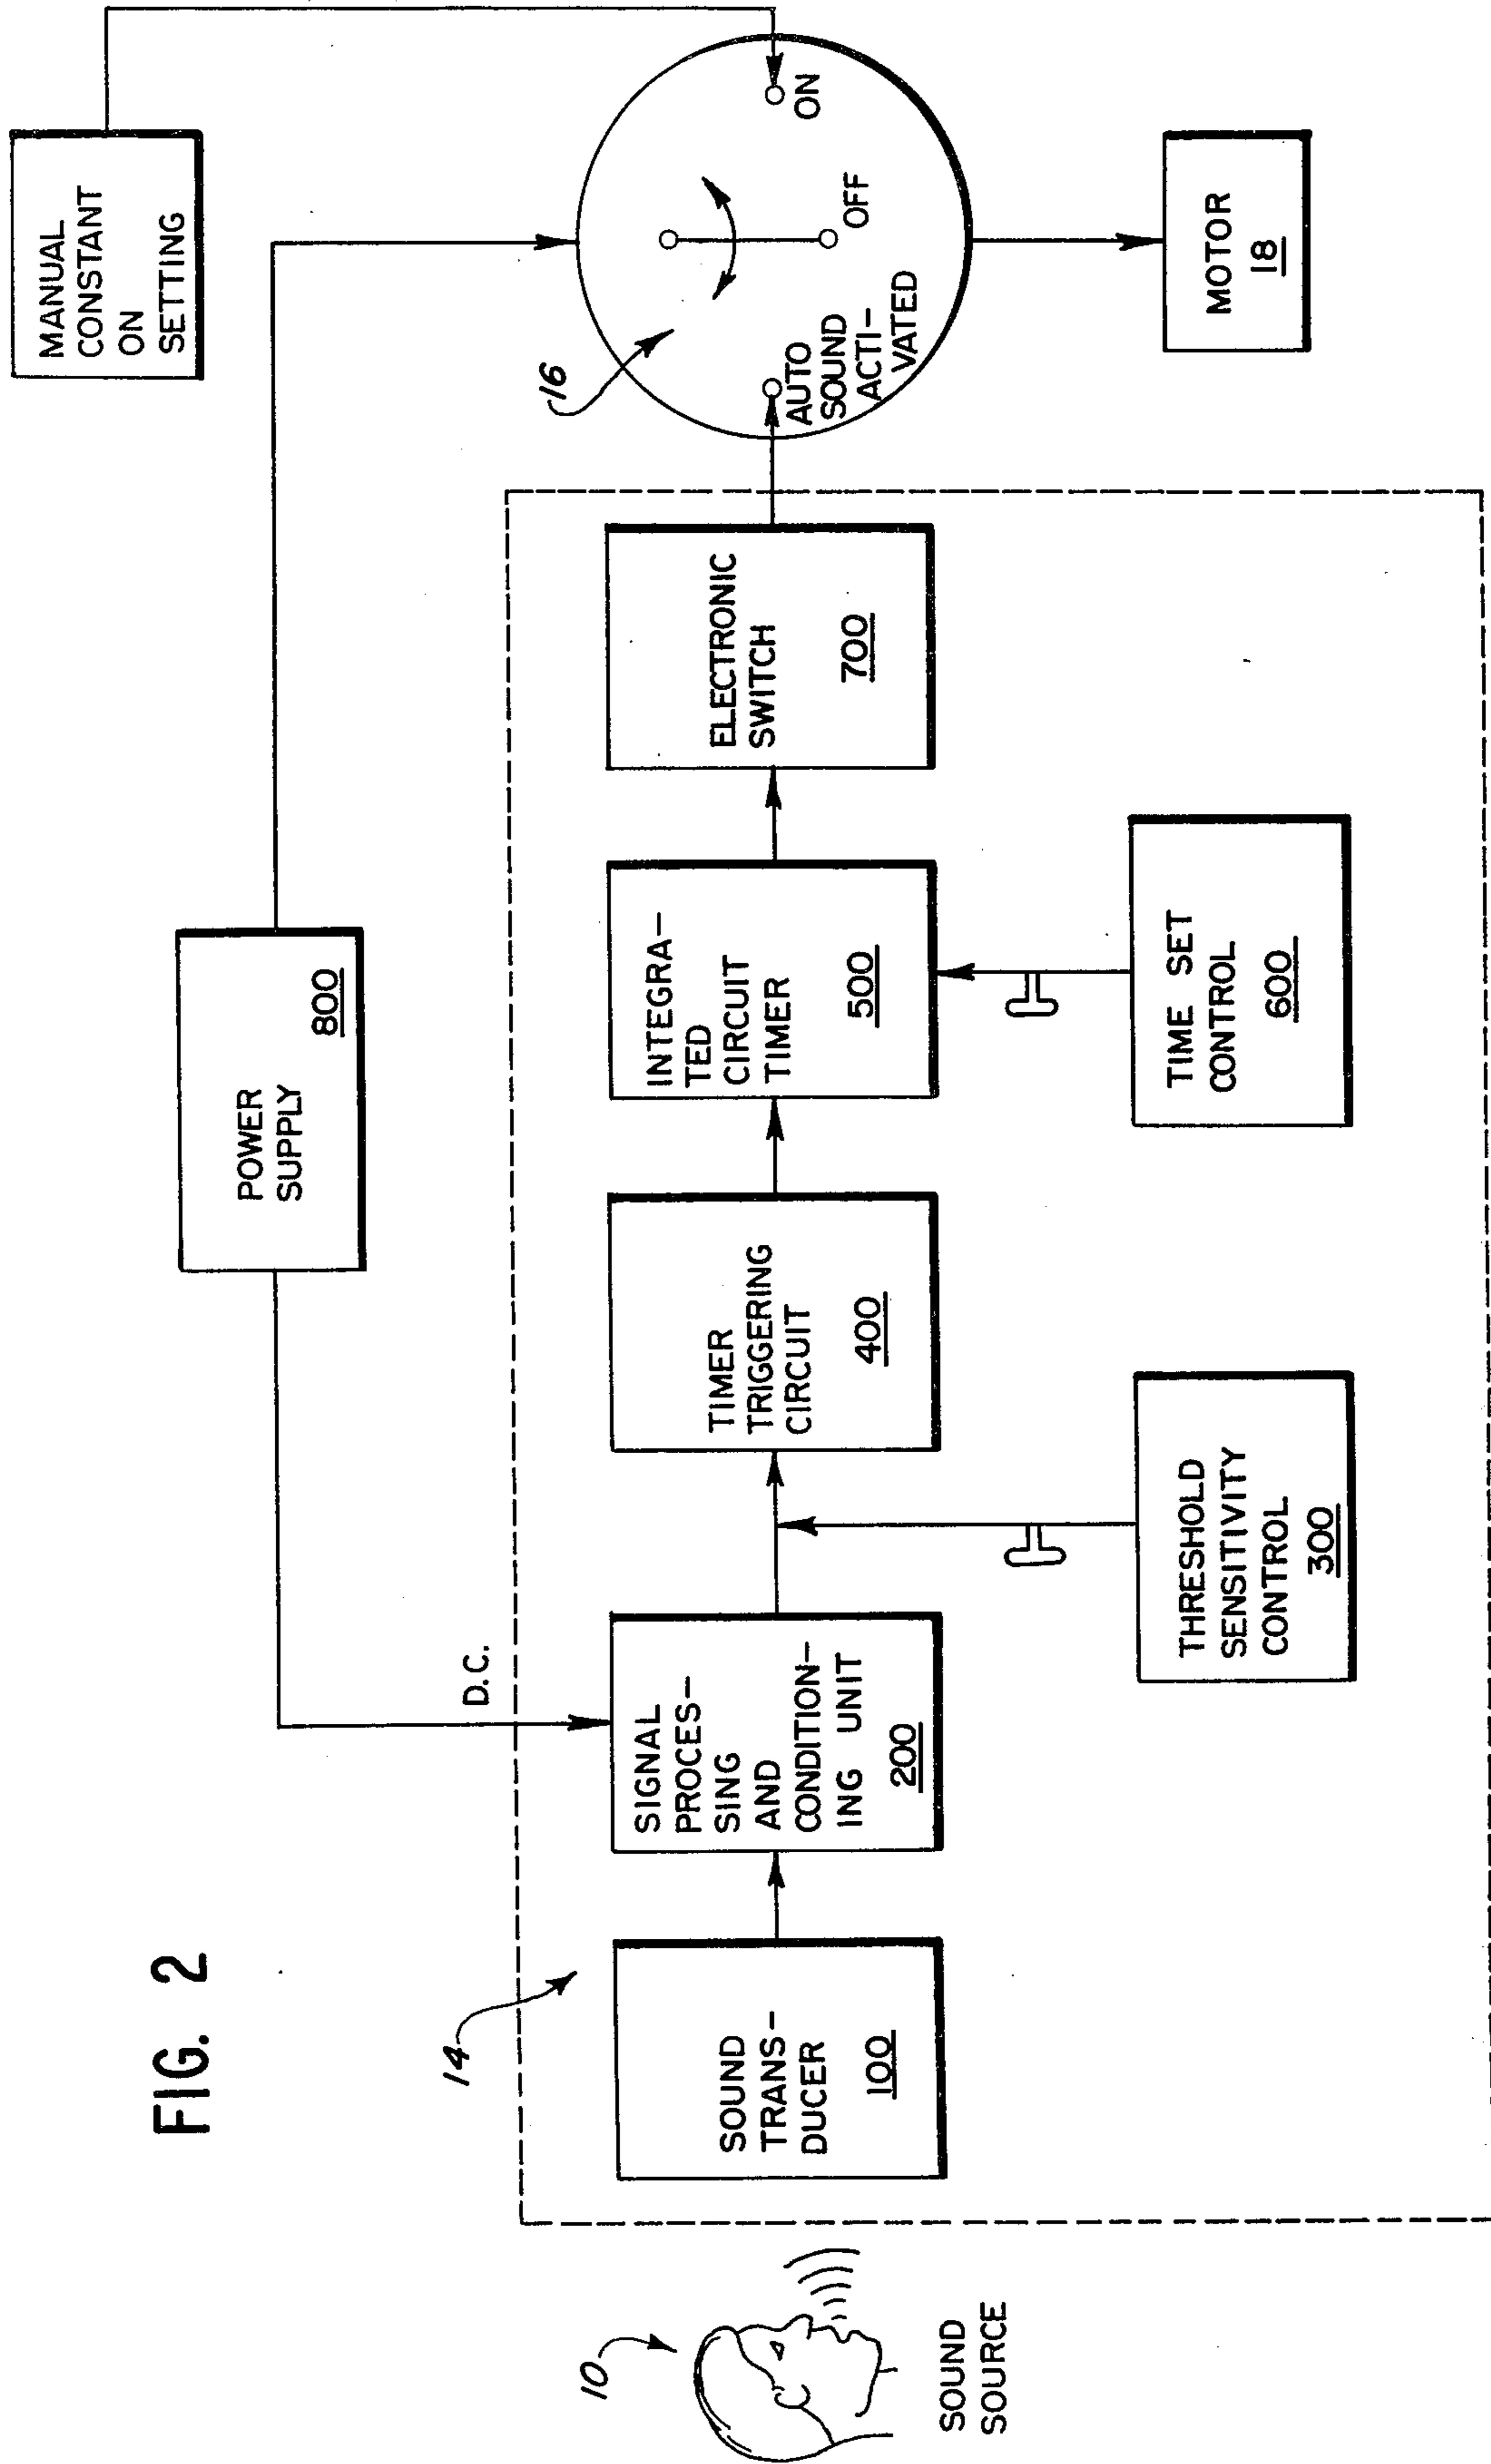 FIG. 2
MANUAL
CONSTANT
ON
SETTING
POWER
SUPPLY
800
D.C.
14
16
ON
OFF
AUTO
SOUND
ACTI-
VATED
MOTOR
18
10
SOUND
SOURCE
SOUND
TRANS-
DUCER
100
SIGNAL
PROCES-
SING
AND
CONDITION-
ING UNIT
200
TIMER
TRIGGERING
CIRCUIT
400
INTEGRA-
TED
CIRCUIT
TIMER
500
ELECTRONIC
SWITCH
700
THRESHOLD
SENSITIVITY
CONTROL
300
TIME SET
CONTROL
600